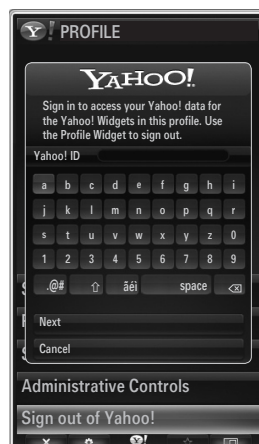 Y! PROFILE
YAHOO!
Sign in to access your Yahoo! data for
the Yahoo! Widgets in this profile. Use
the Profile Widget to sign out.
Yahoo! ID
a b c d e f g h i
j k l m n o p q r
s t u v w x y z 0
1 2 3 4 5 6 7 8 9
.@# ãéì space
Next
Cancel
Administrative Controls
Sign out of Yahoo!
Y!